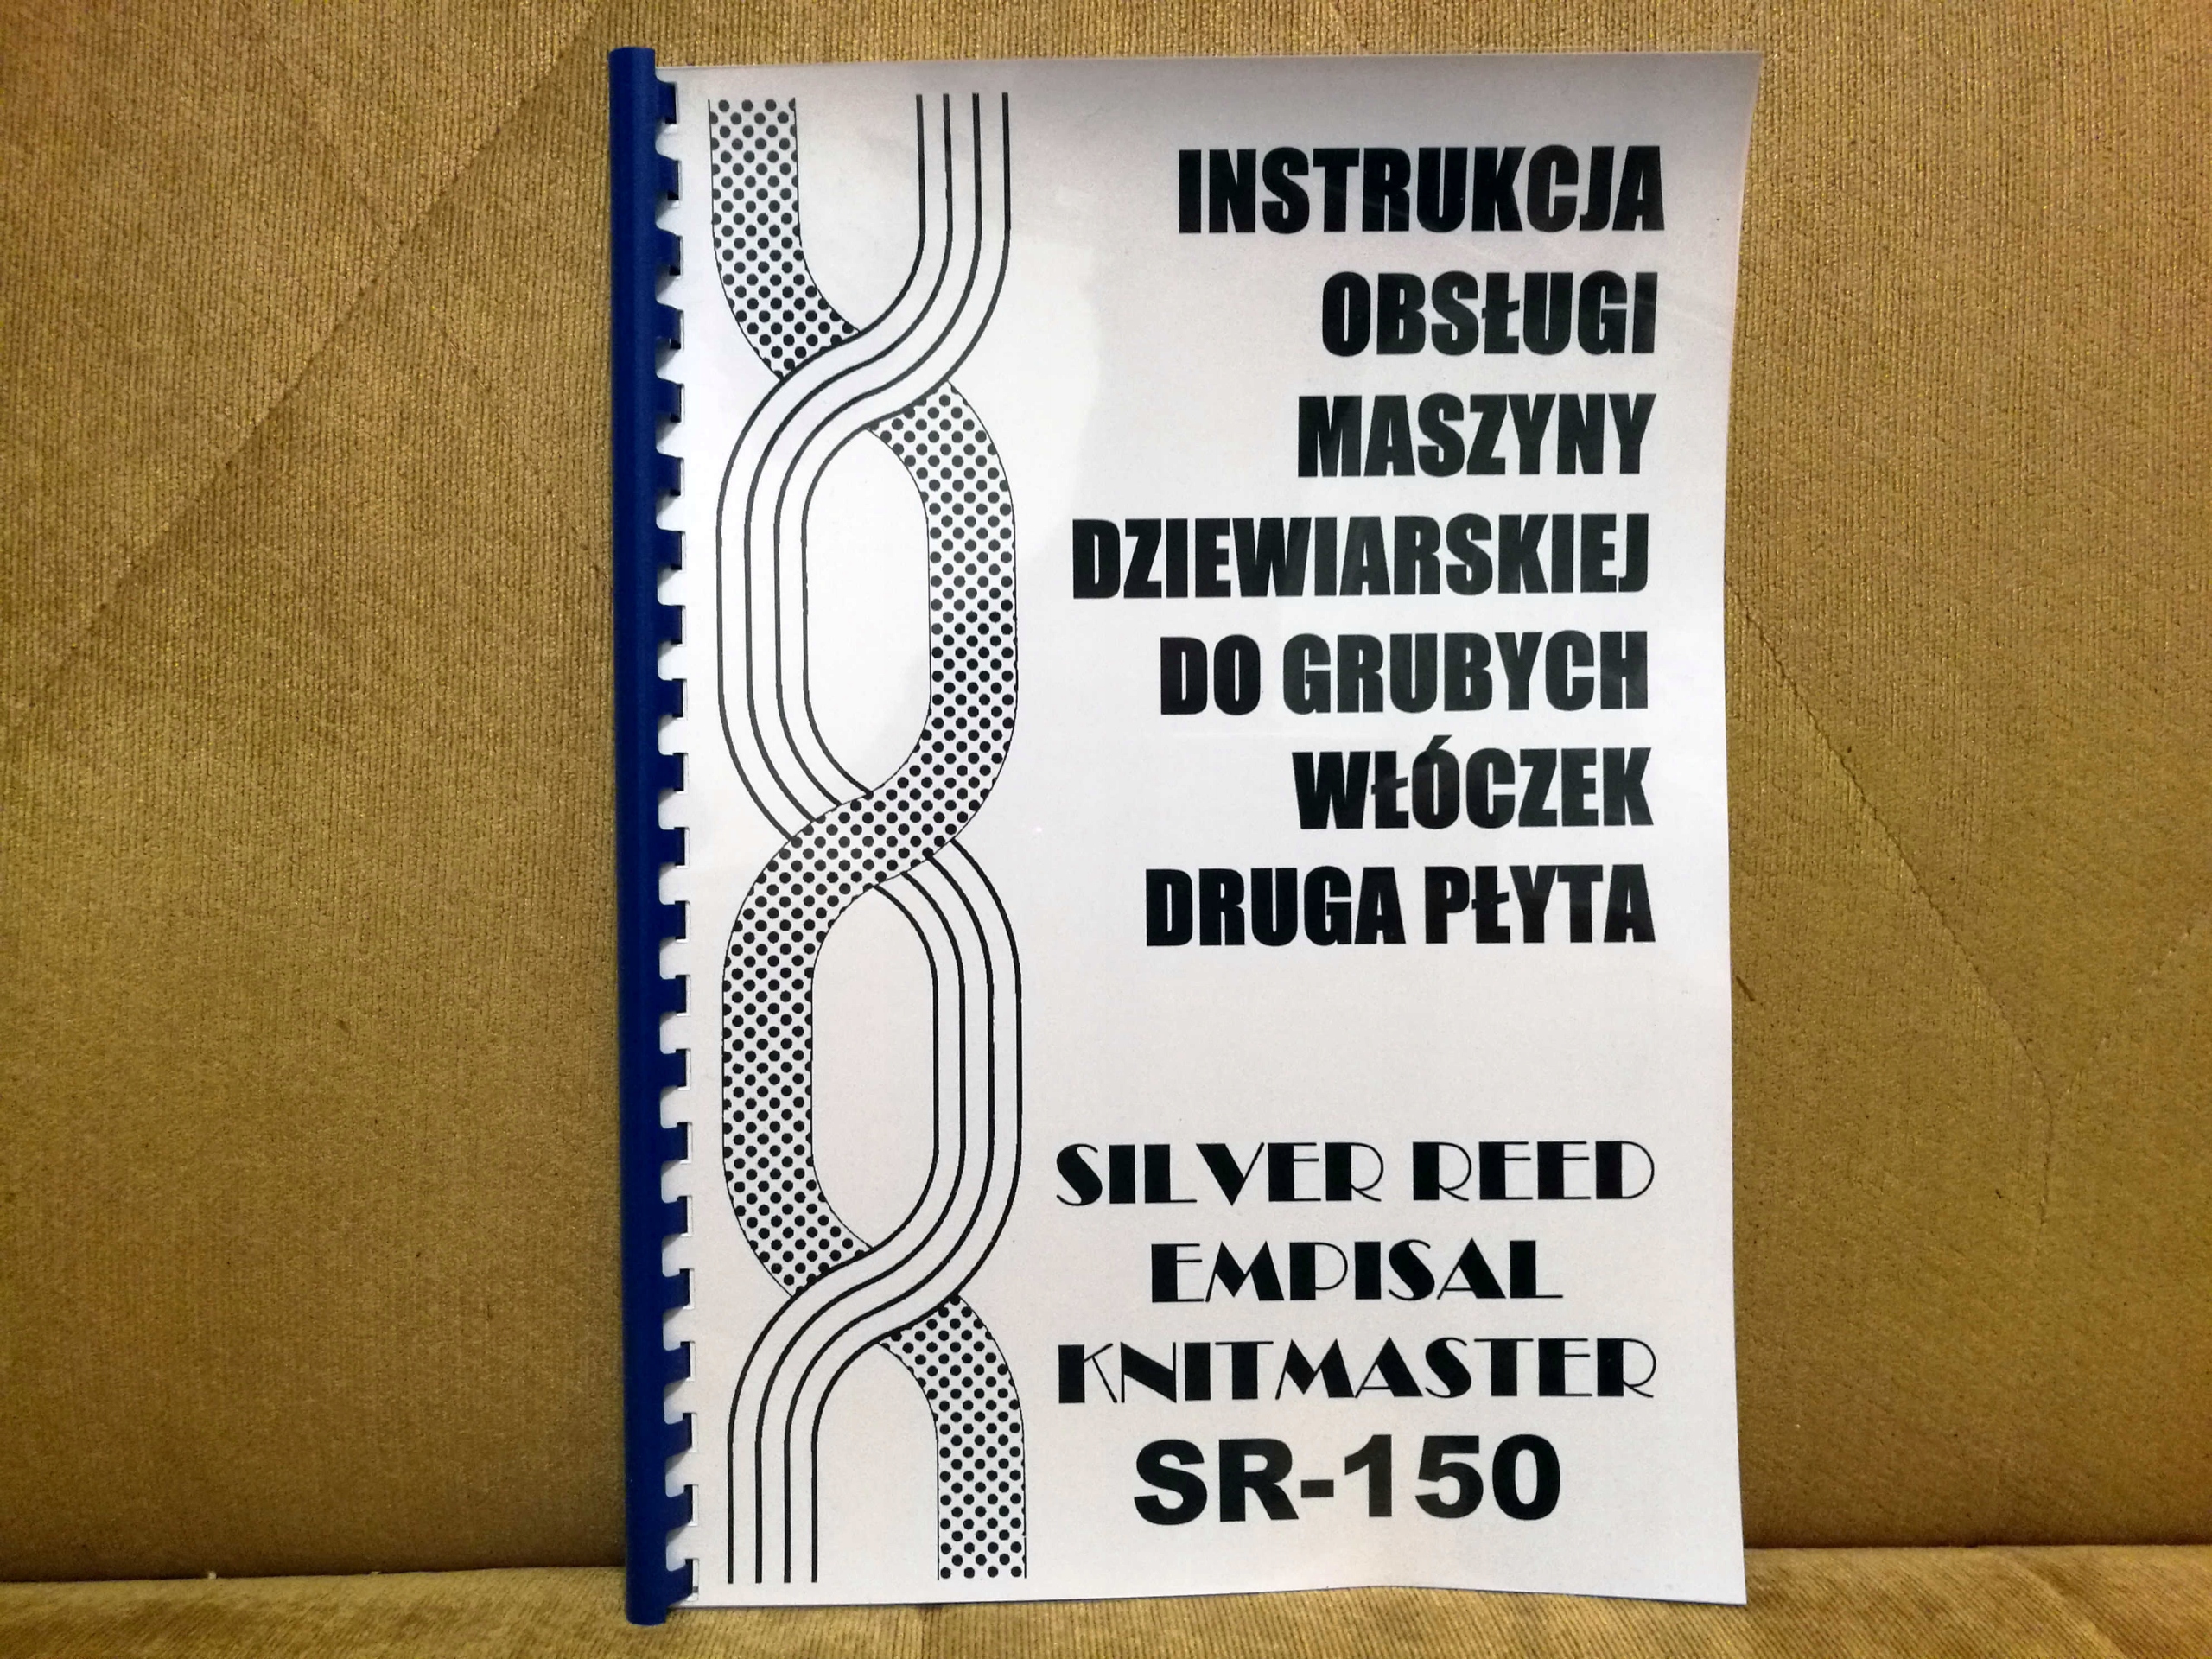 INSTRUKCJA
OBSŁUGI
MASZYNY
DZIEWIARSKIEJ
DO GRUBYCH
WŁÓCZEK
DRUGA PŁYTA
SILVER REED
EMPISAL
KNITMASTER
SR-150